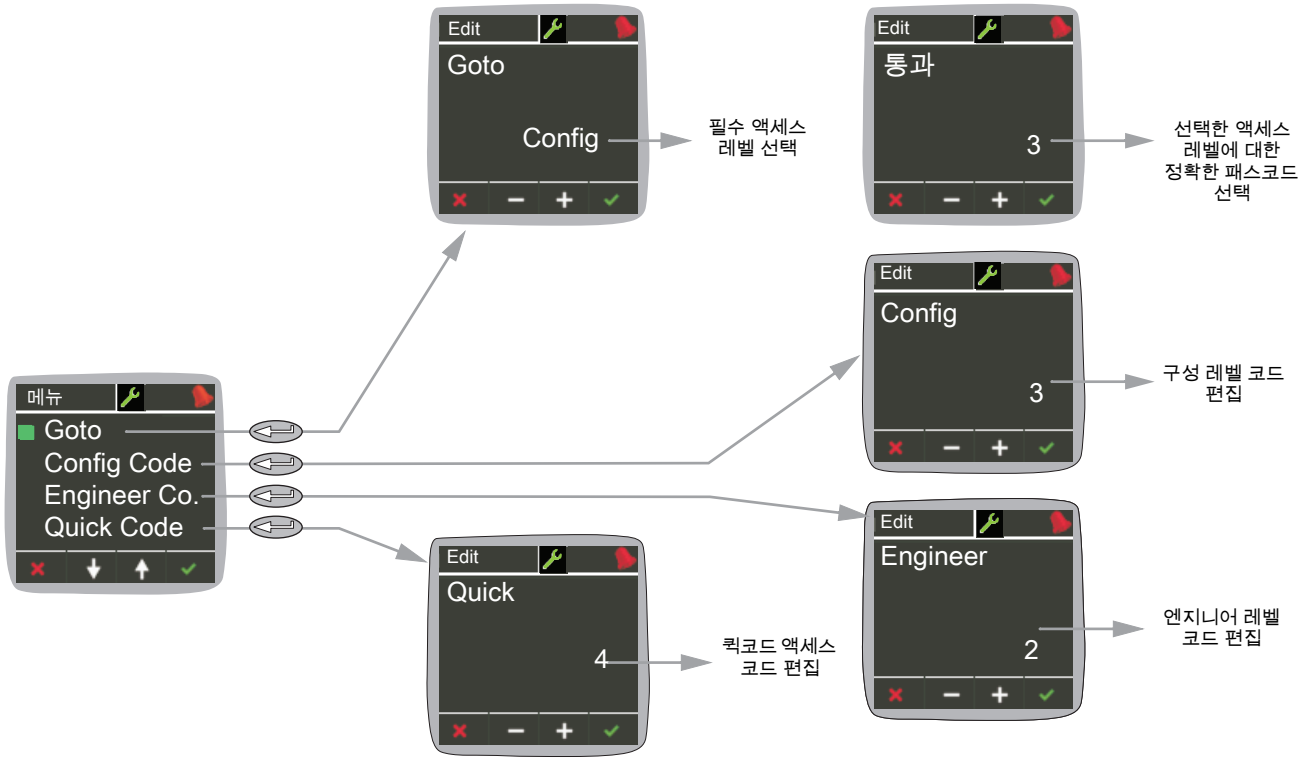 Edit
Goto
Config
필수 액세스
레벨 선택
Edit
통과
3
선택한 액세스
레벨에 대한
정확한 패스코드
선택
Edit
Config
3
구성 레벨 코드
편집
메뉴
Goto
Config Code
Engineer Co.
Quick Code
Edit
Quick
4
퀵코드 액세스
코드 편집
Edit
Engineer
2
엔지니어 레벨
코드 편집